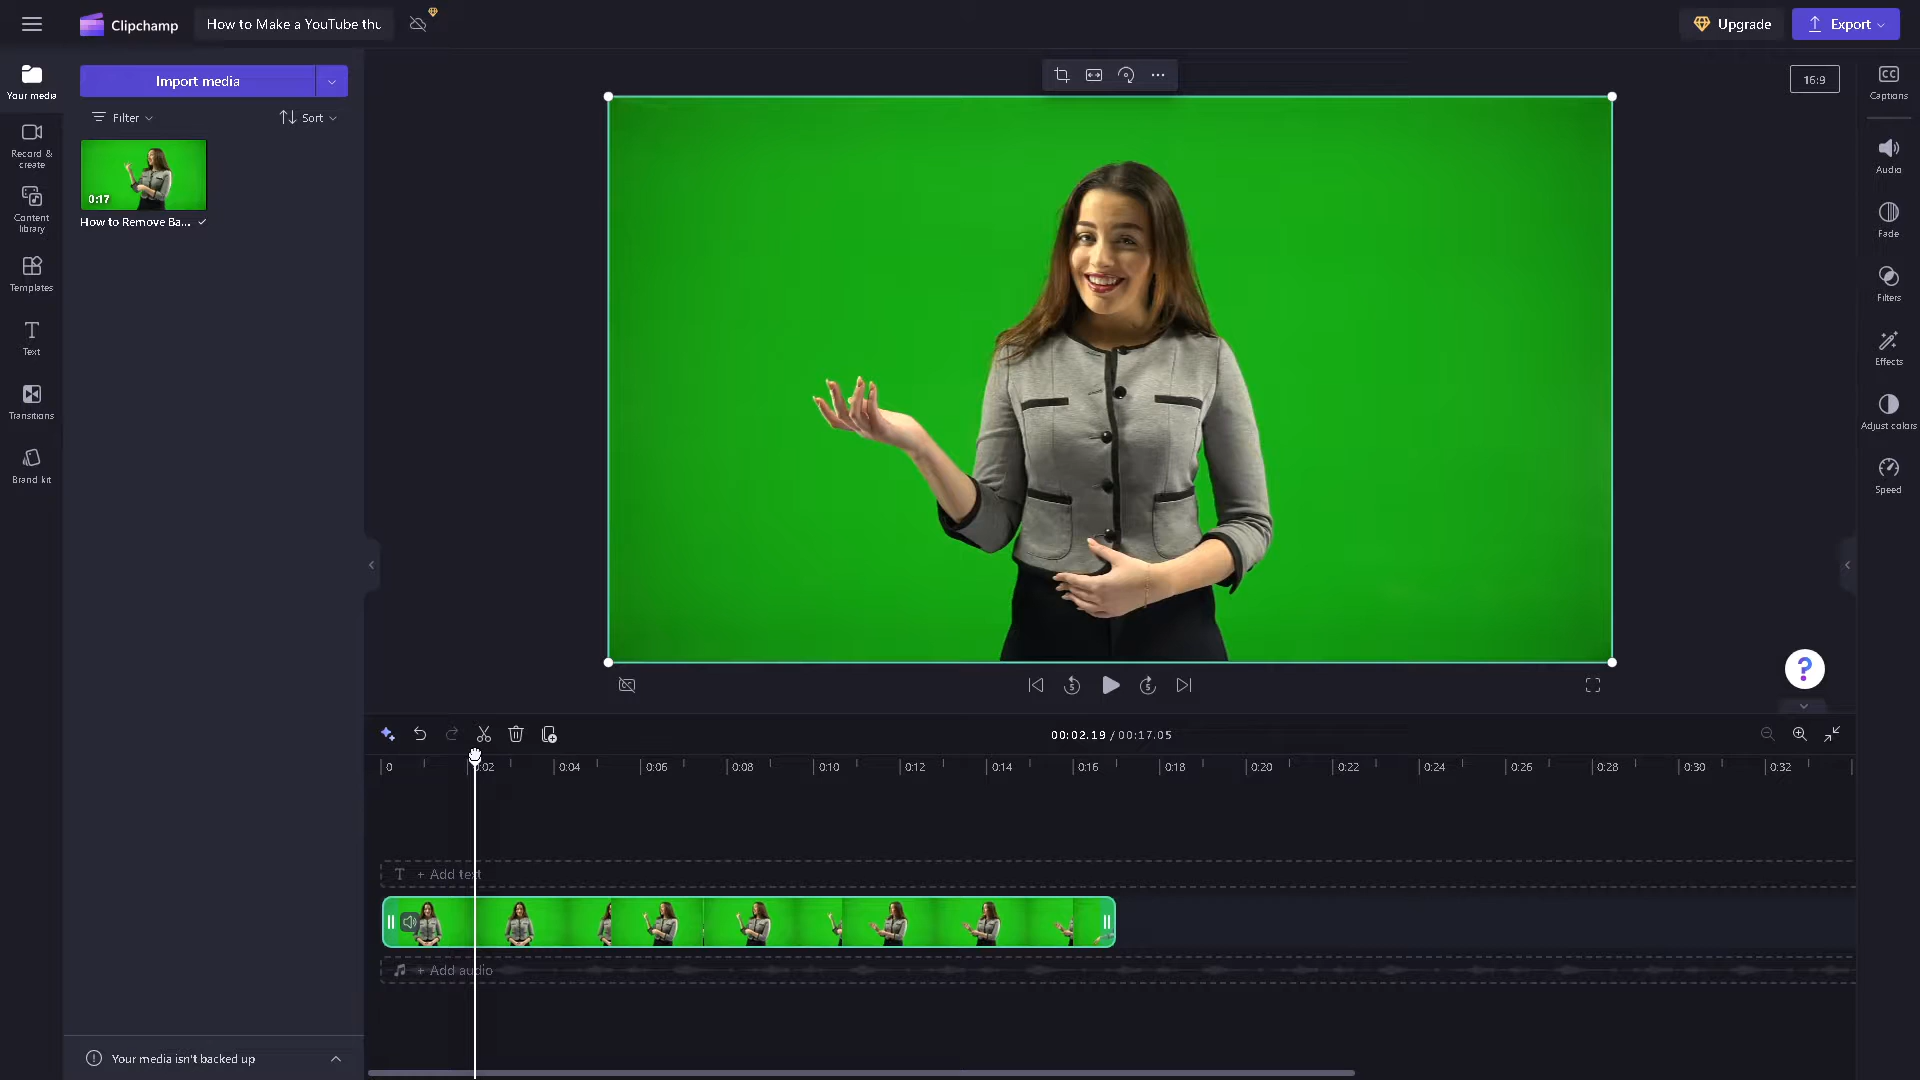 Clipchamp
How to Make a YouTube thu
Upgrade
Export
Your media
Import media
Filter
Sort
0:17
How to Remove Ba...
Record &
create
Content
library
Templates
Text
Transitions
Brand kit
16:9
CC
Captions
Audio
Fade
Filters
Effects
Adjust colors
Speed
5
5
?
00:02.19 / 00:17.05
0
0:02
0:04
0:06
0:08
0:10
0:12
0:14
0:16
0:18
0:20
0:22
0:24
0:26
0:28
0:30
0:32
T + Add text
+ Add audio
Your media isn't backed up